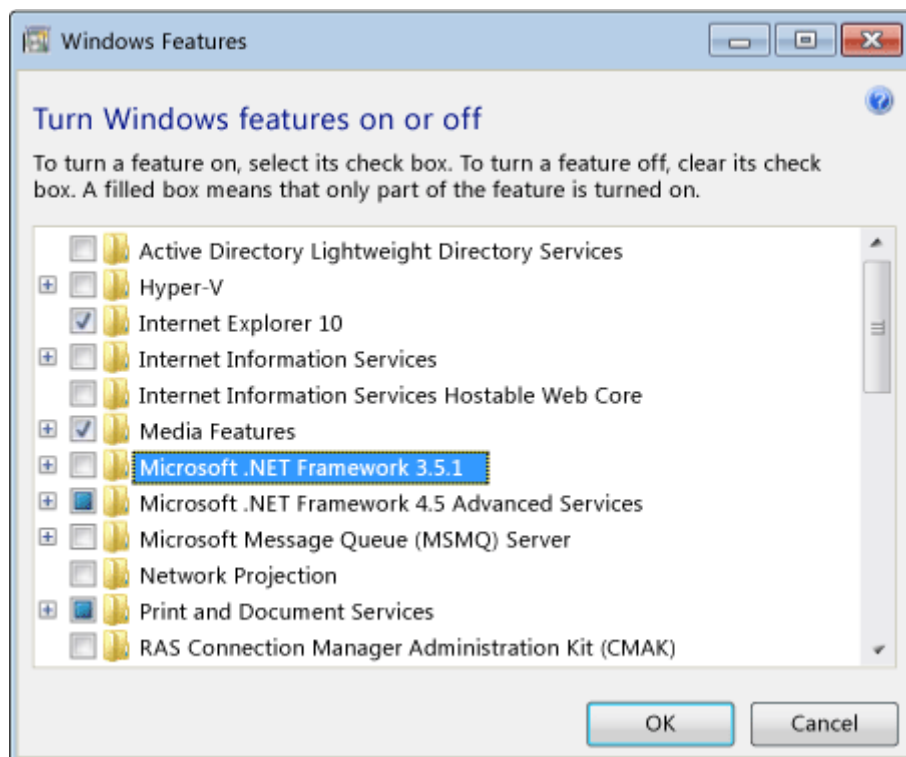 Windows Features
Turn Windows features on or off
To turn a feature on, select its check box. To turn a feature off, clear its check
box. A filled box means that only part of the feature is turned on.
Active Directory Lightweight Directory Services
Hyper-V
Internet Explorer 10
Internet Information Services
Internet Information Services Hostable Web Core
Media Features
Microsoft .NET Framework 3.5.1
Microsoft .NET Framework 4.5 Advanced Services
Microsoft Message Queue (MSMQ) Server
Network Projection
Print and Document Services
RAS Connection Manager Administration Kit (CMAK)
OK Cancel